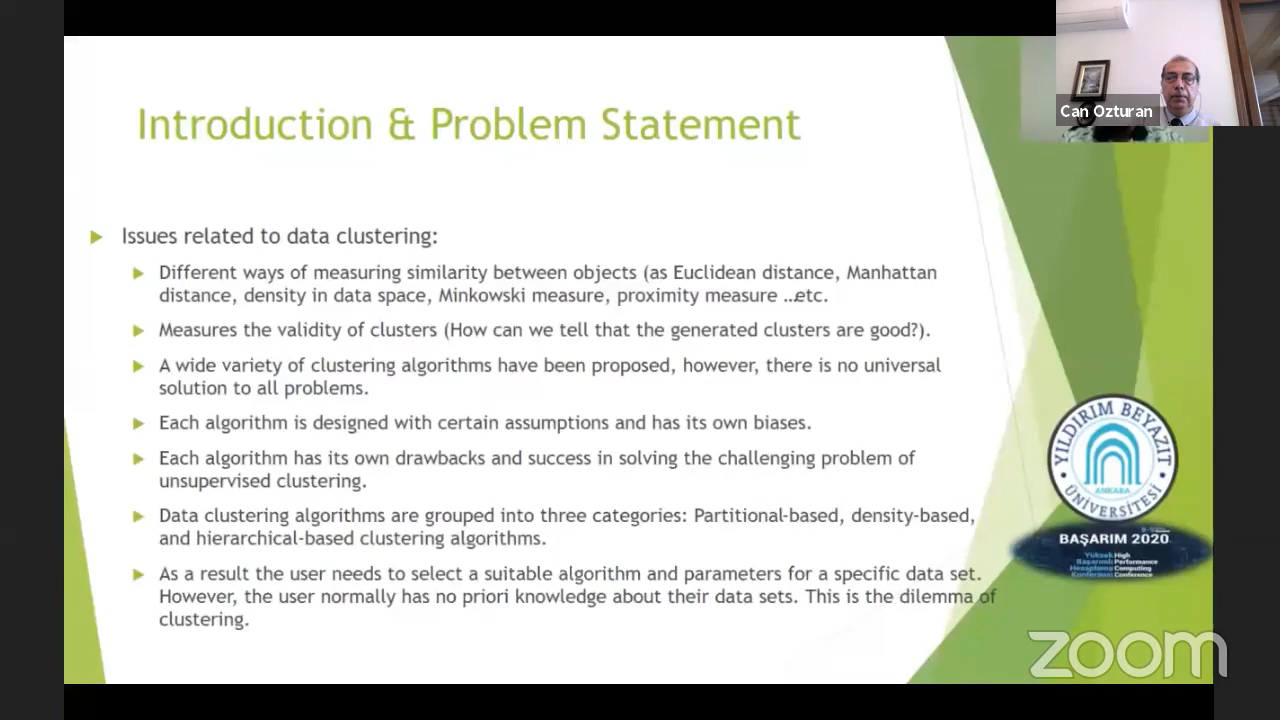 Can Ozturan
Introduction & Problem Statement
Issues related to data clustering:
Different ways of measuring similarity between objects (as Euclidean distance, Manhattan
distance, density in data space, Minkowski measure, proximity measure …etc.
Measures the validity of clusters (How can we tell that the generated clusters are good?).
A wide variety of clustering algorithms have been proposed, however, there is no universal
solution to all problems.
Each algorithm is designed with certain assumptions and has its own biases.
Each algorithm has its own drawbacks and success in solving the challenging problem of
unsupervised clustering.
Data clustering algorithms are grouped into three categories: Partitional-based, density-based,
and hierarchical-based clustering algorithms.
As a result the user needs to select a suitable algorithm and parameters for a specific data set.
However, the user normally has no priori knowledge about their data sets. This is the dilemma of
clustering.
YILDIRIM BEYAZIT
ANKARA
ÜNİVERSİTESİ
BAŞARIM 2020
Yüksek High
Başarımlı Performance
Hesaplama Computing
Konferansı Conference
zoom